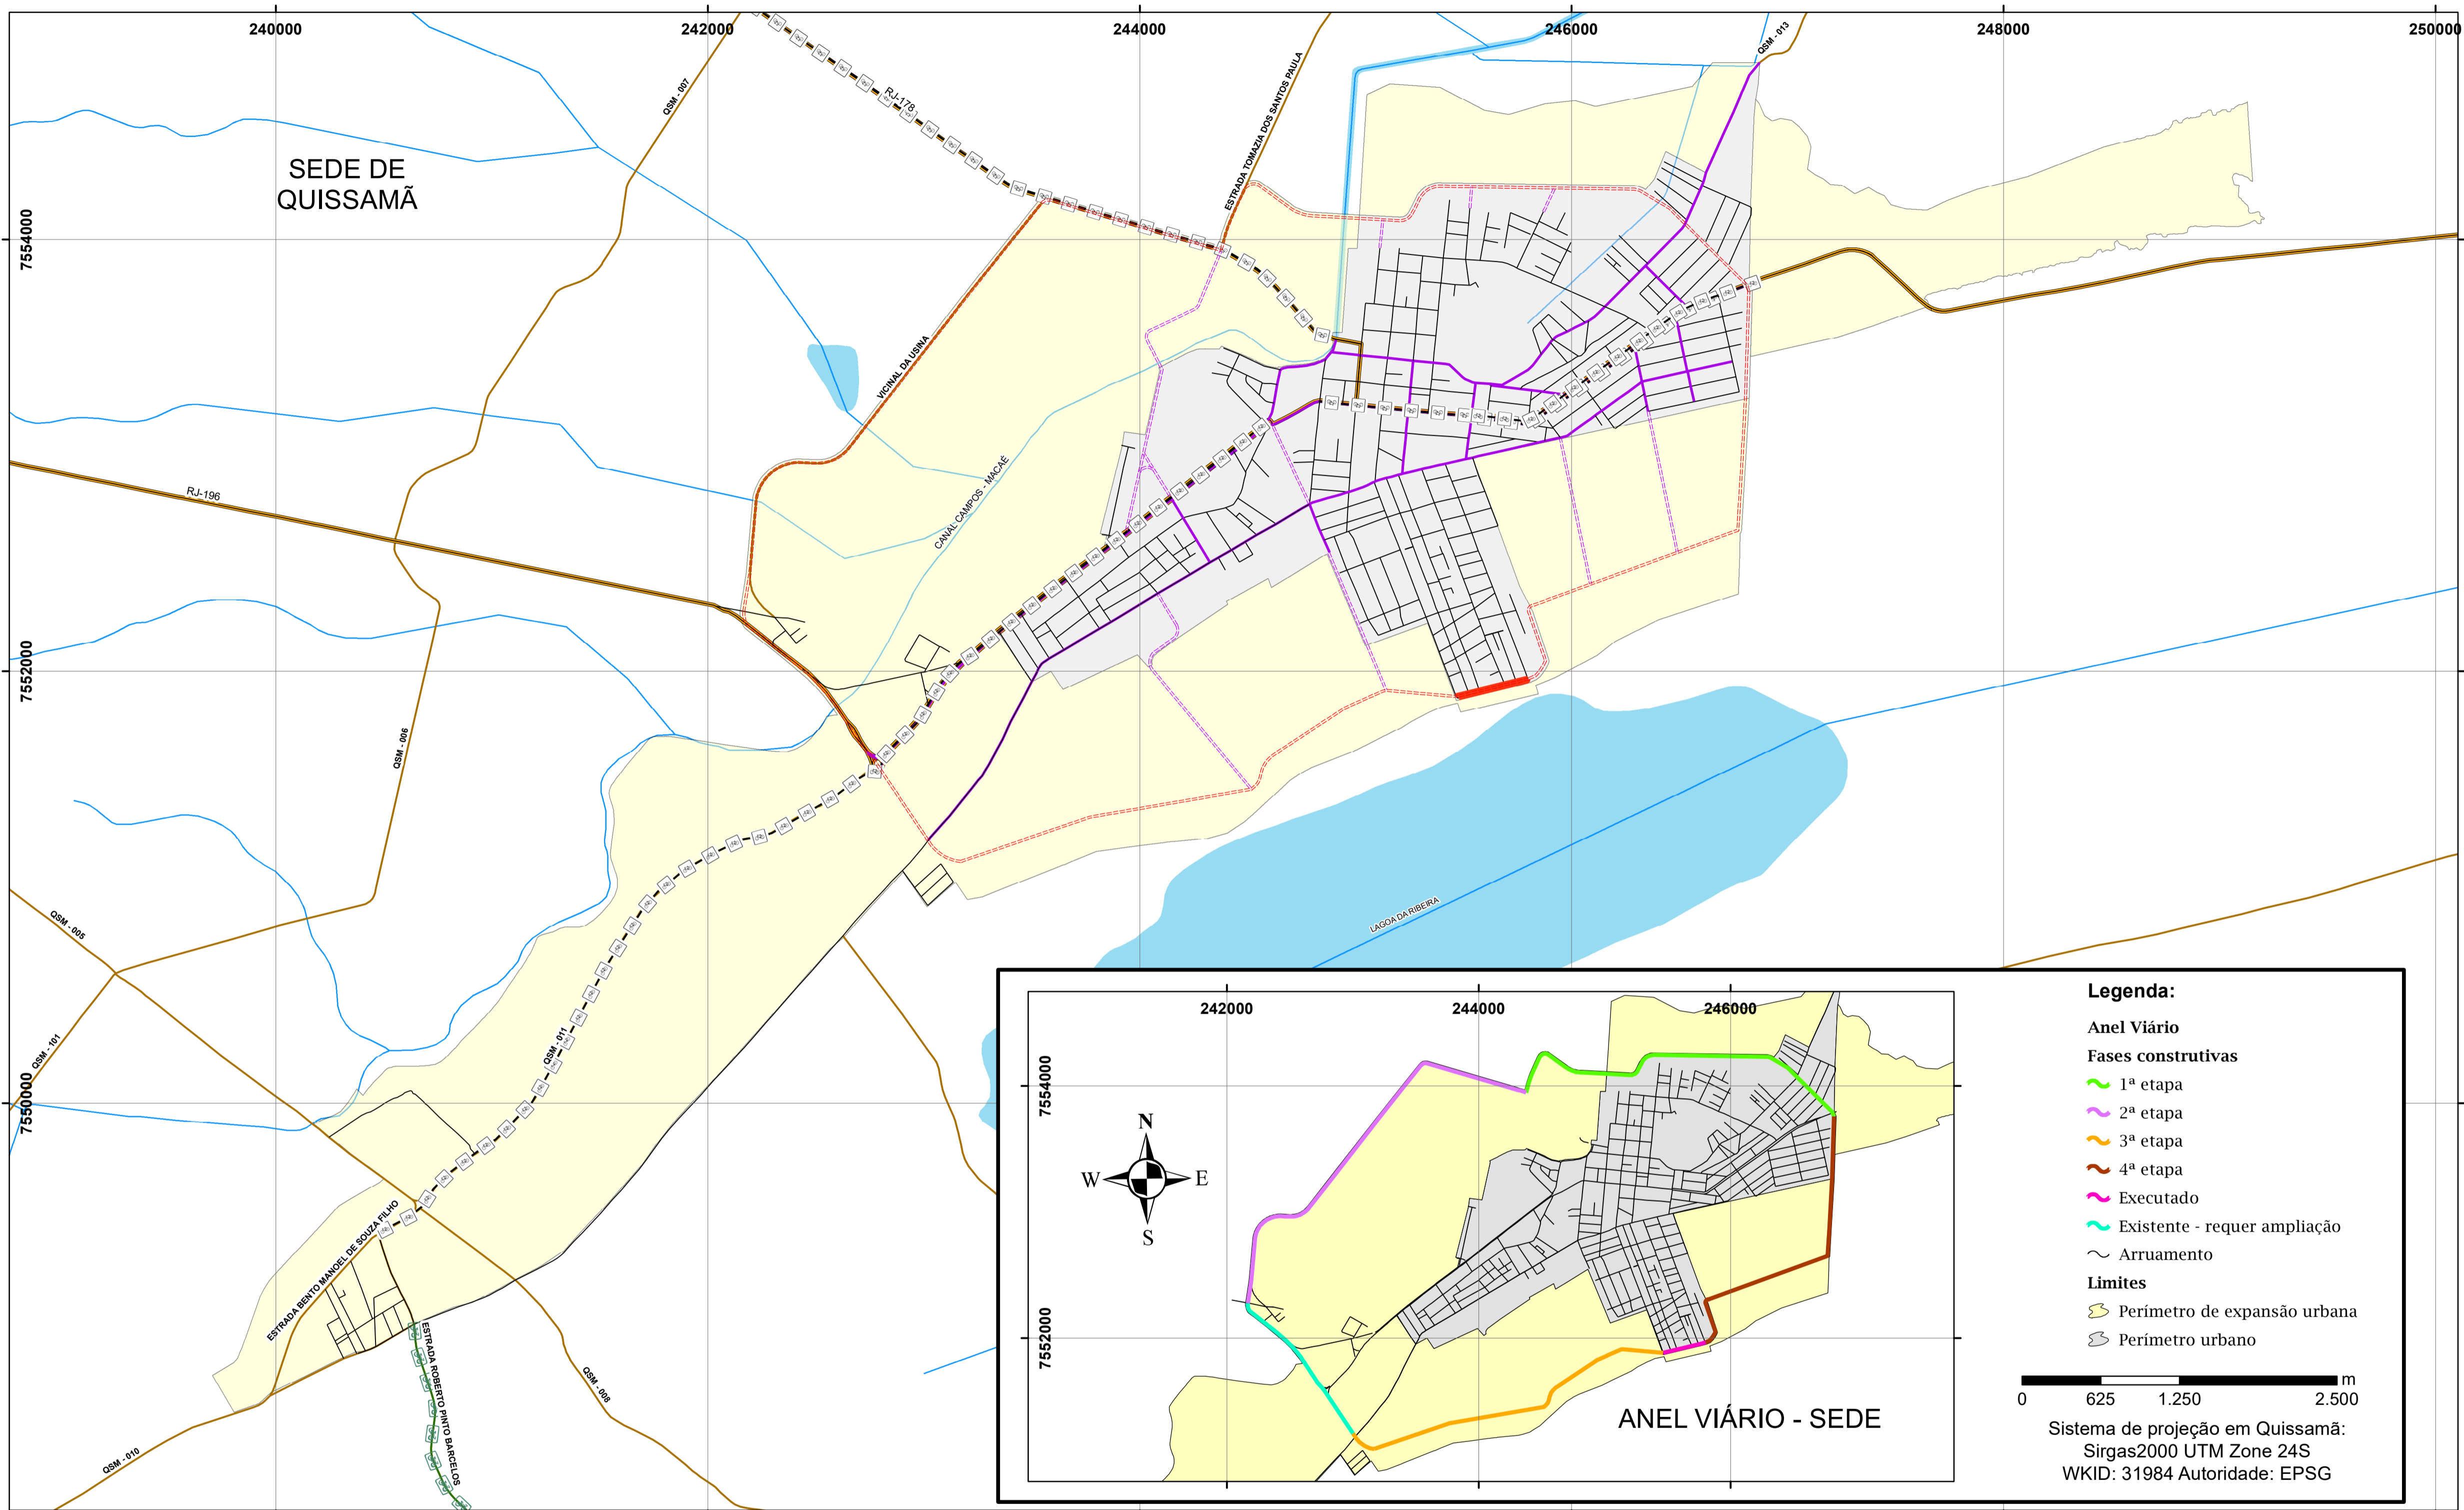 240000
242000
244000
246000
248000
250000
QSM - 013
QSM - 007
RJ-178
ESTRADA TOMAZIA DOS SANTOS PAULA
SEDE DE
QUISSAMÃ
7554000
VICINAL DA USINA
RJ-196
CANAL CAMPOS - MACAÉ
7552000
QSM - 006
QSM - 005
LAGOA DA RIBEIRA
QSM - 011
QSM - 101
7550000
ESTRADA BENTO MANOEL DE SOUZA FILHO
ESTRADA ROBERTO PINTO BARCELOS
QSM - 008
QSM - 010
242000
244000
246000
7554000
7552000
N
W
E
S
ANEL VIÁRIO - SEDE
Legenda:
Anel Viário
Fases construtivas
1ª etapa
2ª etapa
3ª etapa
4ª etapa
Executado
Existente - requer ampliação
Arruamento
Limites
Perímetro de expansão urbana
Perímetro urbano
m
0 625 1.250 2.500
Sistema de projeção em Quissamã:
Sirgas2000 UTM Zone 24S
WKID: 31984 Autoridade: EPSG